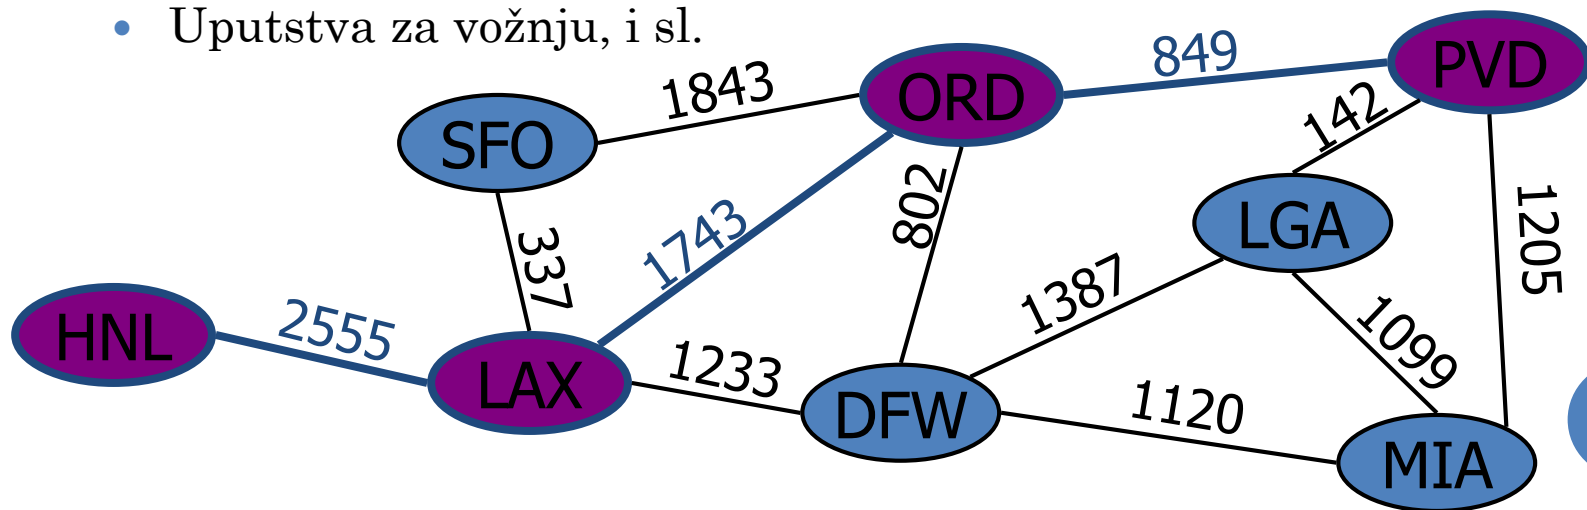 • Uputstva za vožnju, i sl.
849
PVD
1843
ORD
142
SFO
802
LGA
1743
1205
337
1387
HNL
2555
1099
LAX
1233
DFW
1120
MIA